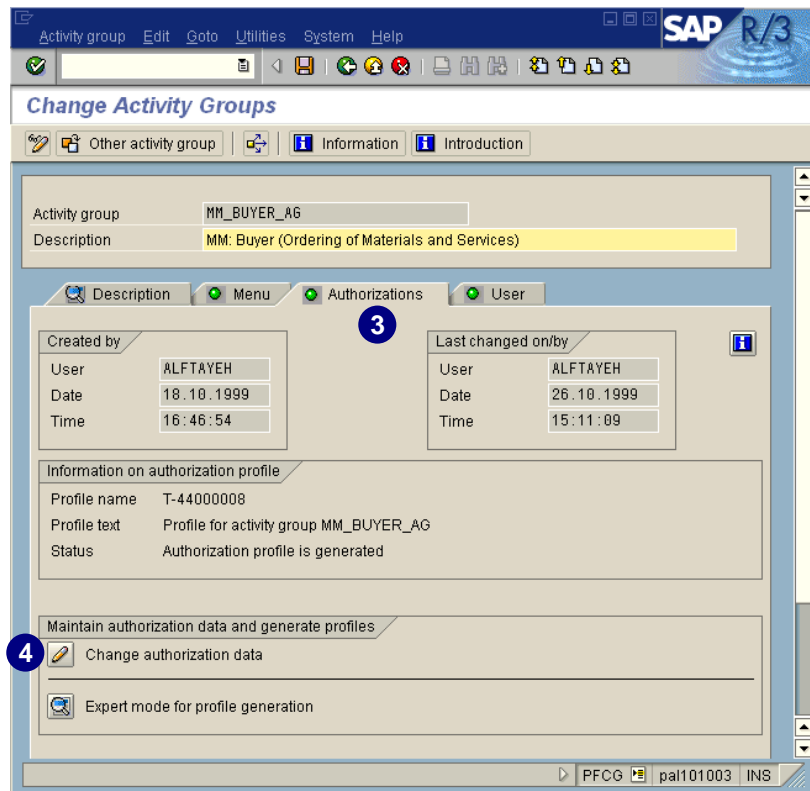 SAP R/3
Activity group Edit Goto Utilities System Help
Change Activity Groups
Other activity group Information Introduction
Activity group MM_BUYER_AG
Description MM: Buyer (Ordering of Materials and Services)
Description Menu Authorizations User
3
Created by Last changed on/by
User ALFTAYEH User ALFTAYEH
Date 18.10.1999 Date 26.10.1999
Time 16:46:54 Time 15:11:09
Information on authorization profile
Profile name T-44000008
Profile text Profile for activity group MM_BUYER_AG
Status Authorization profile is generated
Maintain authorization data and generate profiles
4 Change authorization data
Expert mode for profile generation
PFCG pal101003 INS